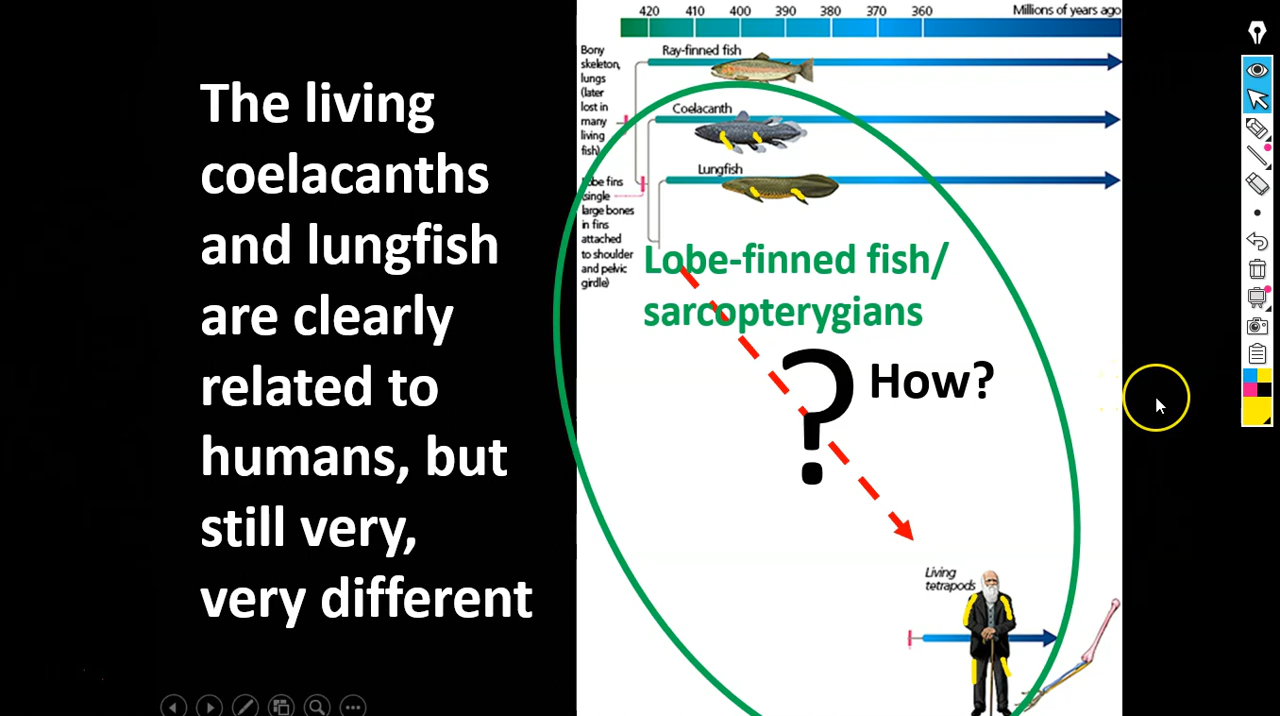 The living
coelacanths
and lungfish
are clearly
related to
humans, but
still very,
very different
420 410 400 390 380 370 360 Millions of years ago
Bony
skeleton,
lungs
(later
lost in
many
living
fish)
Ray-finned fish
Coelacanth
Lungfish
Lobe fins
(single
large bones
in fins
attached
to shoulder
and pelvic
girdle)
Lobe-finned fish/
sarcopterygians
? How?
Living
tetrapods